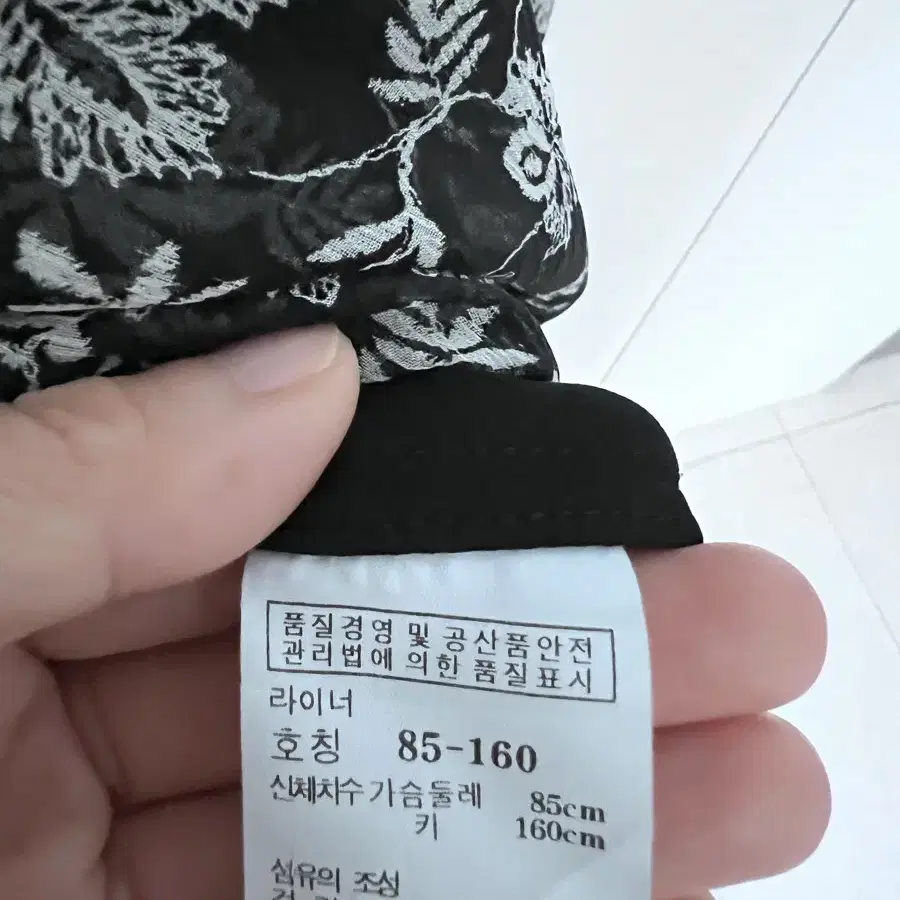 품질경영 및 공산품안전
관리법에 의한 품질표시
라이너
호칭 85-160
신체치수 가슴둘레 85cm
키 160cm
섬유의 조성